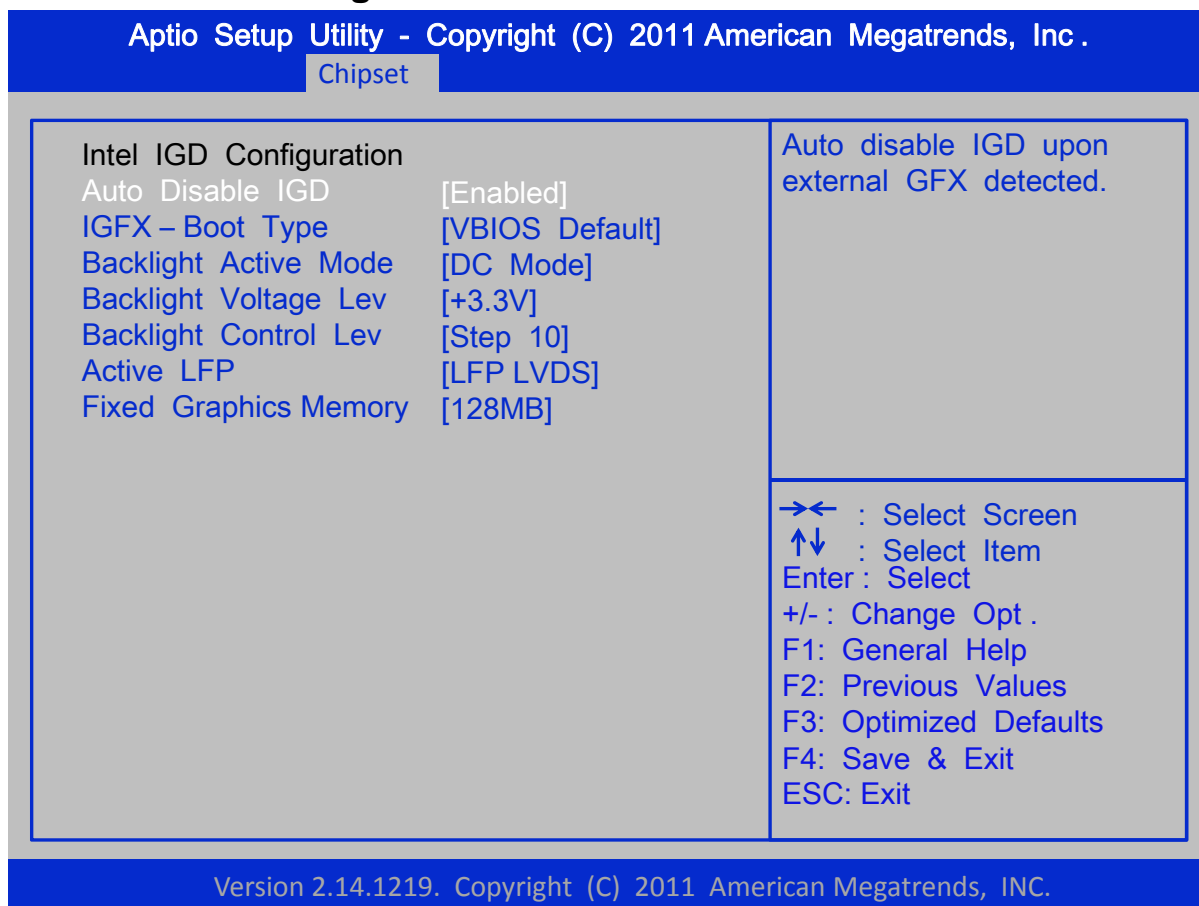 Aptio Setup Utility - Copyright (C) 2011 American Megatrends, Inc .
Chipset
Intel IGD Configuration
Auto Disable IGD [Enabled]
IGFX – Boot Type [VBIOS Default]
Backlight Active Mode [DC Mode]
Backlight Voltage Lev [+3.3V]
Backlight Control Lev [Step 10]
Active LFP [LFP LVDS]
Fixed Graphics Memory [128MB]
Auto disable IGD upon
external GFX detected.
→← : Select Screen
↑↓ : Select Item
Enter : Select
+/- : Change Opt .
F1: General Help
F2: Previous Values
F3: Optimized Defaults
F4: Save & Exit
ESC: Exit
Version 2.14.1219. Copyright (C) 2011 American Megatrends, INC.